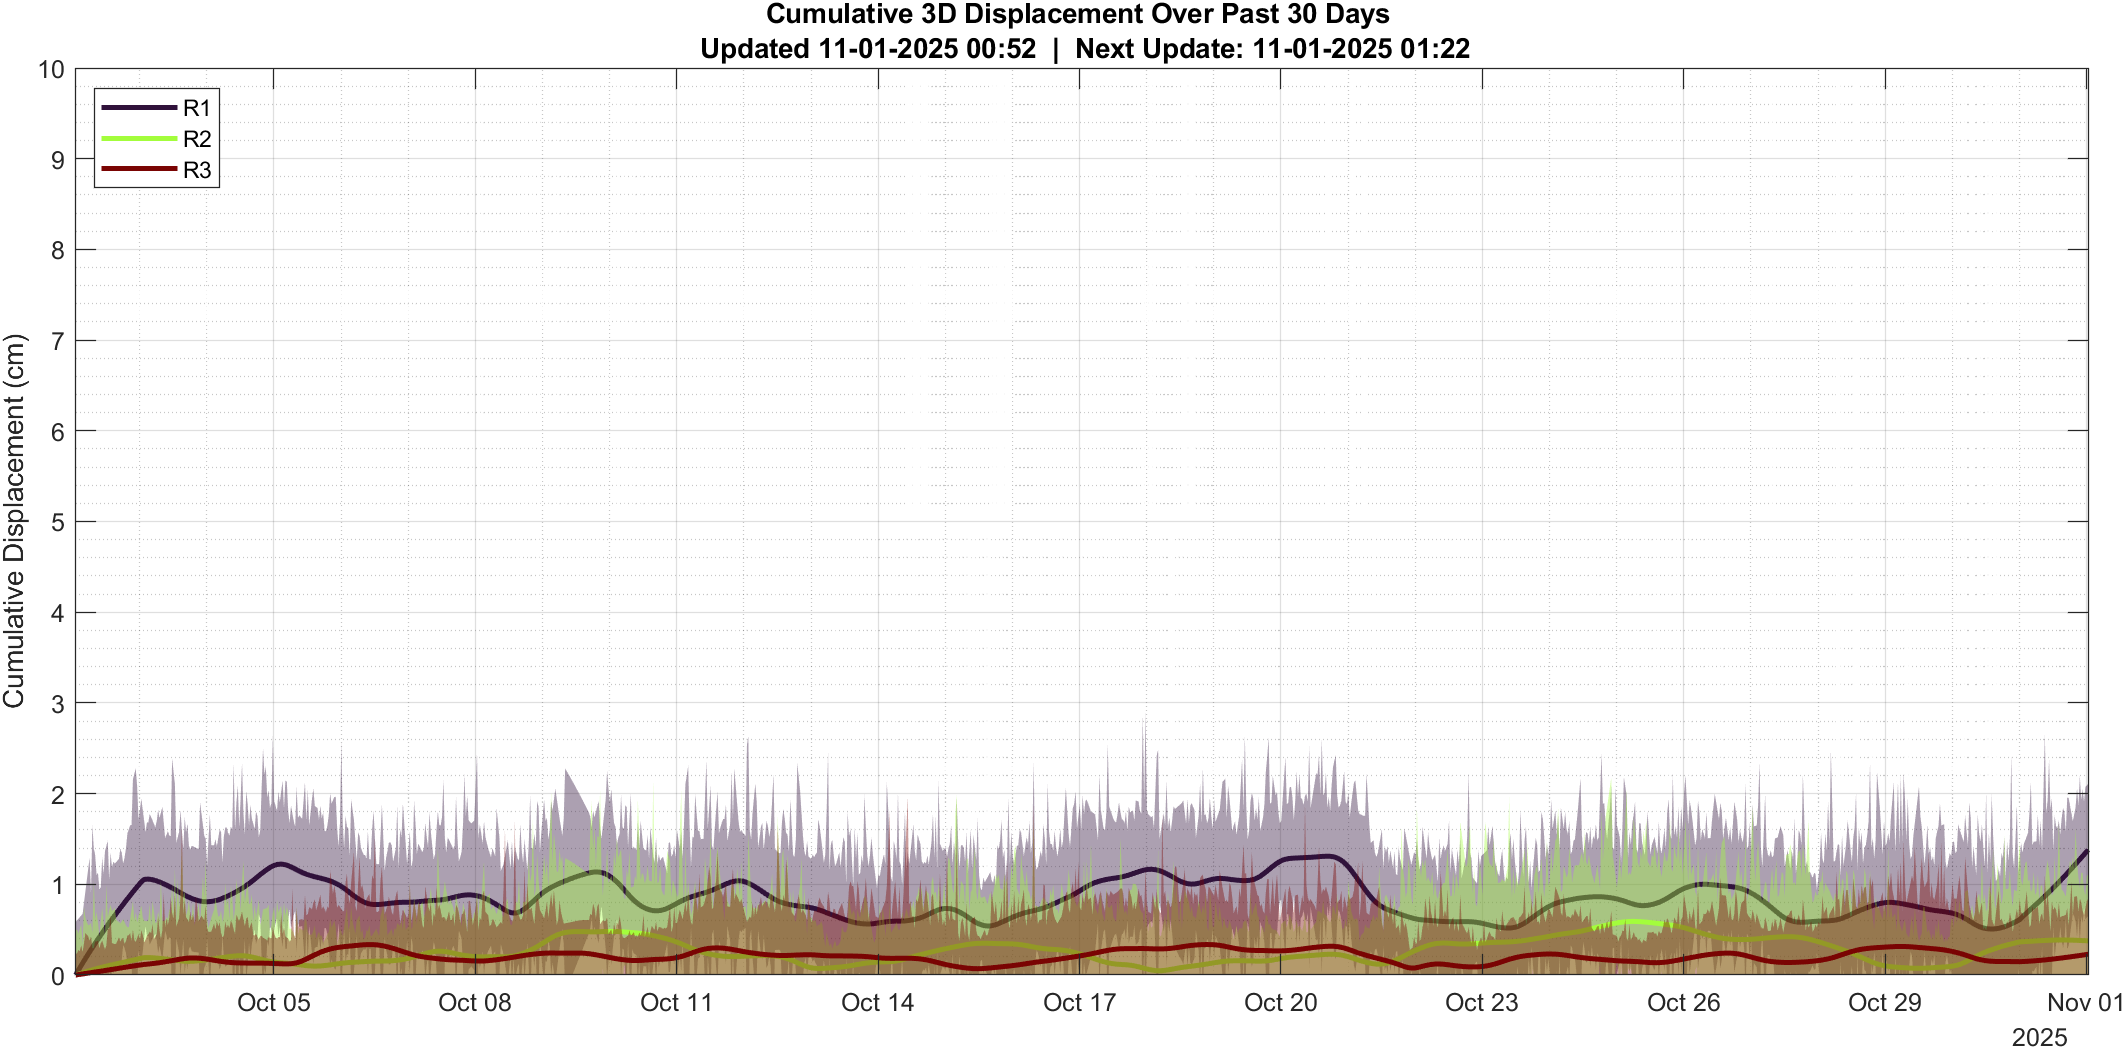 Cumulative 3D Displacement Over Past 30 Days
Updated 11-01-2025 00:52 | Next Update: 11-01-2025 01:22
10
9
8
7
6
5
4
3
2
1
0
Cumulative Displacement (cm)
R1
R2
R3
Oct 05 Oct 08 Oct 11 Oct 14 Oct 17 Oct 20 Oct 23 Oct 26 Oct 29 Nov 01
2025